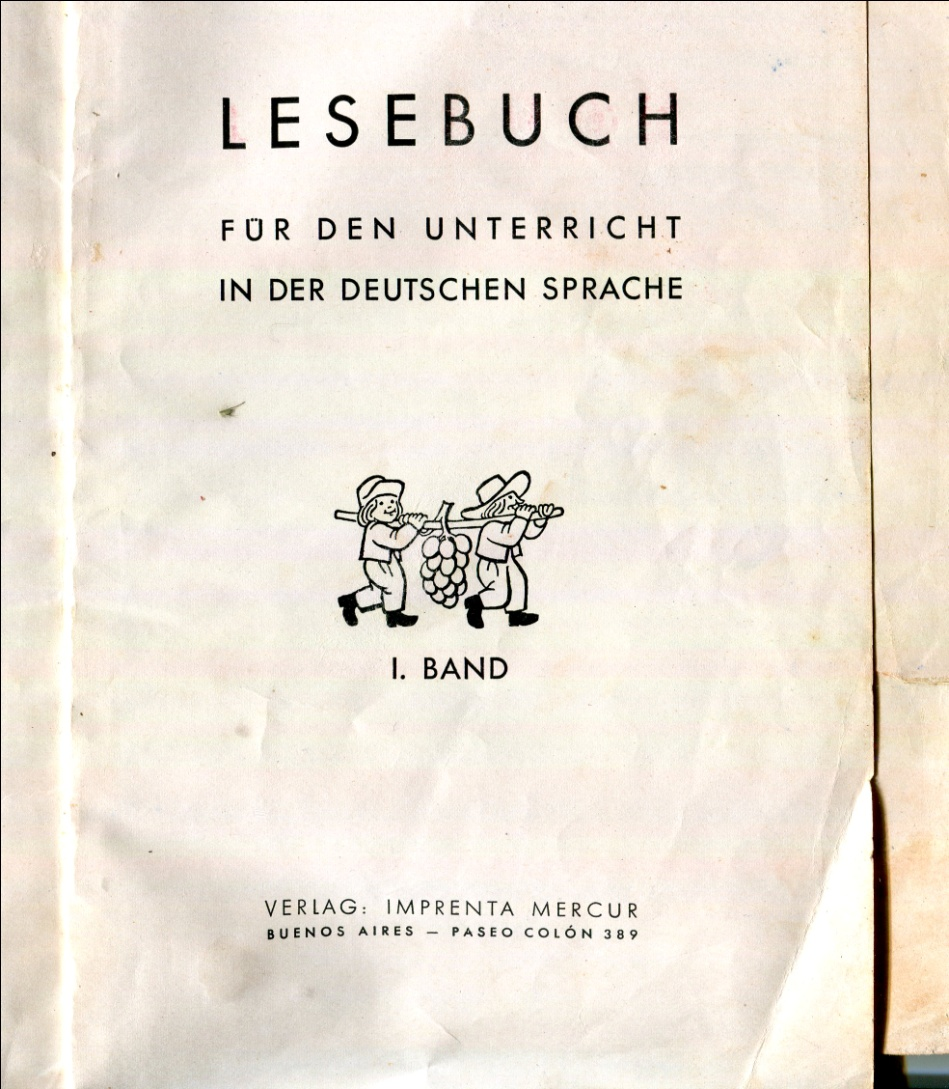 LESEBUCH
FÜR DEN UNTERRICHT
IN DER DEUTSCHEN SPRACHE
I. BAND
VERLAG: IMPRENTA MERCUR
BUENOS AIRES — PASEO COLÓN 389